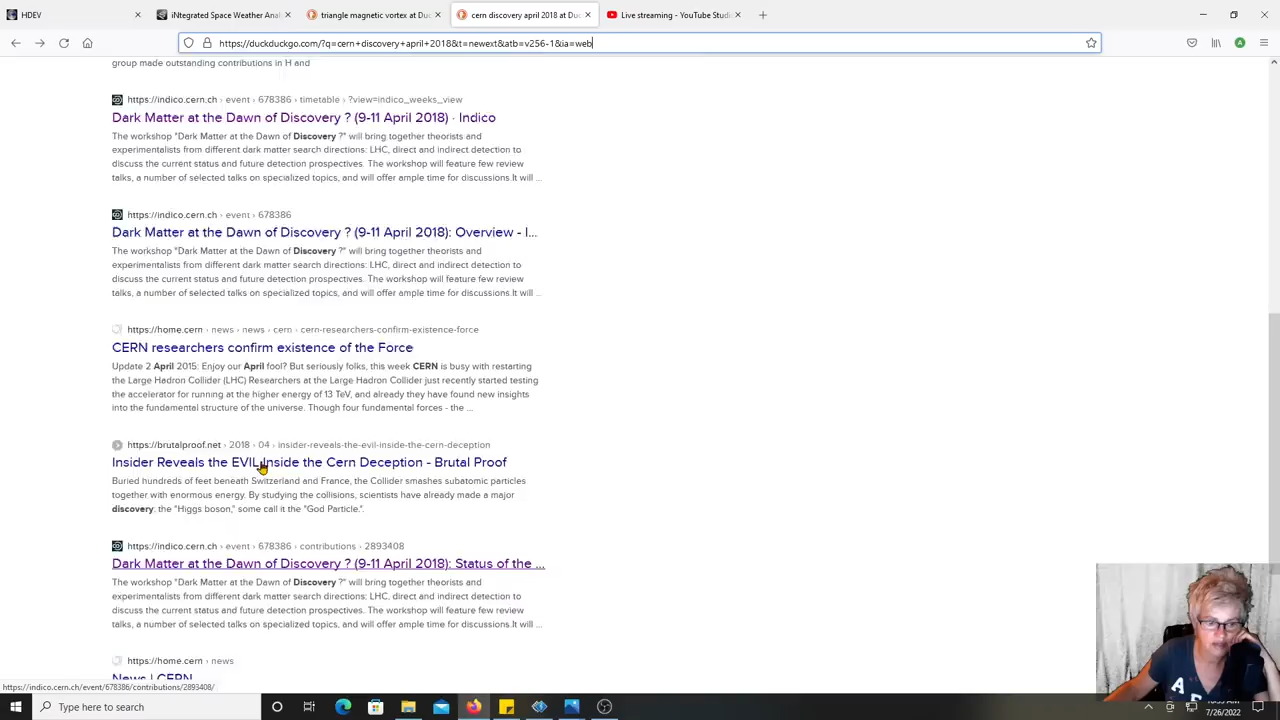 HDEV
iNtegrated Space Weather Anal
triangle magnetic vortex at Duc
cern discovery april 2018 at Duc
Live streaming - YouTube Studi
https://duckduckgo.com/?q=cern+discovery+april+2018&t=newext&atb=v256-1&ia=web
group made outstanding contributions in H and
https://indico.cern.ch › event › 678386 › timetable › ?view=indico_weeks_view
Dark Matter at the Dawn of Discovery ? (9-11 April 2018) · Indico
The workshop "Dark Matter at the Dawn of Discovery ?" will bring together theorists and
experimentalists from different dark matter search directions: LHC, direct and indirect detection to
discuss the current status and future detection prospectives. The workshop will feature few review
talks, a number of selected talks on specialized topics, and will offer ample time for discussions.It will ...
https://indico.cern.ch › event › 678386
Dark Matter at the Dawn of Discovery ? (9-11 April 2018): Overview - I...
The workshop "Dark Matter at the Dawn of Discovery ?" will bring together theorists and
experimentalists from different dark matter search directions: LHC, direct and indirect detection to
discuss the current status and future detection prospectives. The workshop will feature few review
talks, a number of selected talks on specialized topics, and will offer ample time for discussions.It will ...
https://home.cern › news › news › cern › cern-researchers-confirm-existence-force
CERN researchers confirm existence of the Force
Update 2 April 2015: Enjoy our April fool? But seriously folks, this week CERN is busy with restarting
the Large Hadron Collider (LHC) Researchers at the Large Hadron Collider just recently started testing
the accelerator for running at the higher energy of 13 TeV, and already they have found new insights
into the fundamental structure of the universe. Though four fundamental forces - the ...
https://brutalproof.net › 2018 › 04 › insider-reveals-the-evil-inside-the-cern-deception
Insider Reveals the EVIL Inside the Cern Deception - Brutal Proof
Buried hundreds of feet beneath Switzerland and France, the Collider smashes subatomic particles
together with enormous energy. By studying the collisions, scientists have already made a major
discovery: the "Higgs boson," some call it the "God Particle.".
https://indico.cern.ch › event › 678386 › contributions › 2893408
Dark Matter at the Dawn of Discovery ? (9-11 April 2018): Status of the ...
The workshop "Dark Matter at the Dawn of Discovery ?" will bring together theorists and
experimentalists from different dark matter search directions: LHC, direct and indirect detection to
discuss the current status and future detection prospectives. The workshop will feature few review
talks, a number of selected talks on specialized topics, and will offer ample time for discussions.It will ...
https://home.cern › news
News | CERN
https://indico.cern.ch/event/678386/contributions/2893408/
Type here to search
7/26/2022